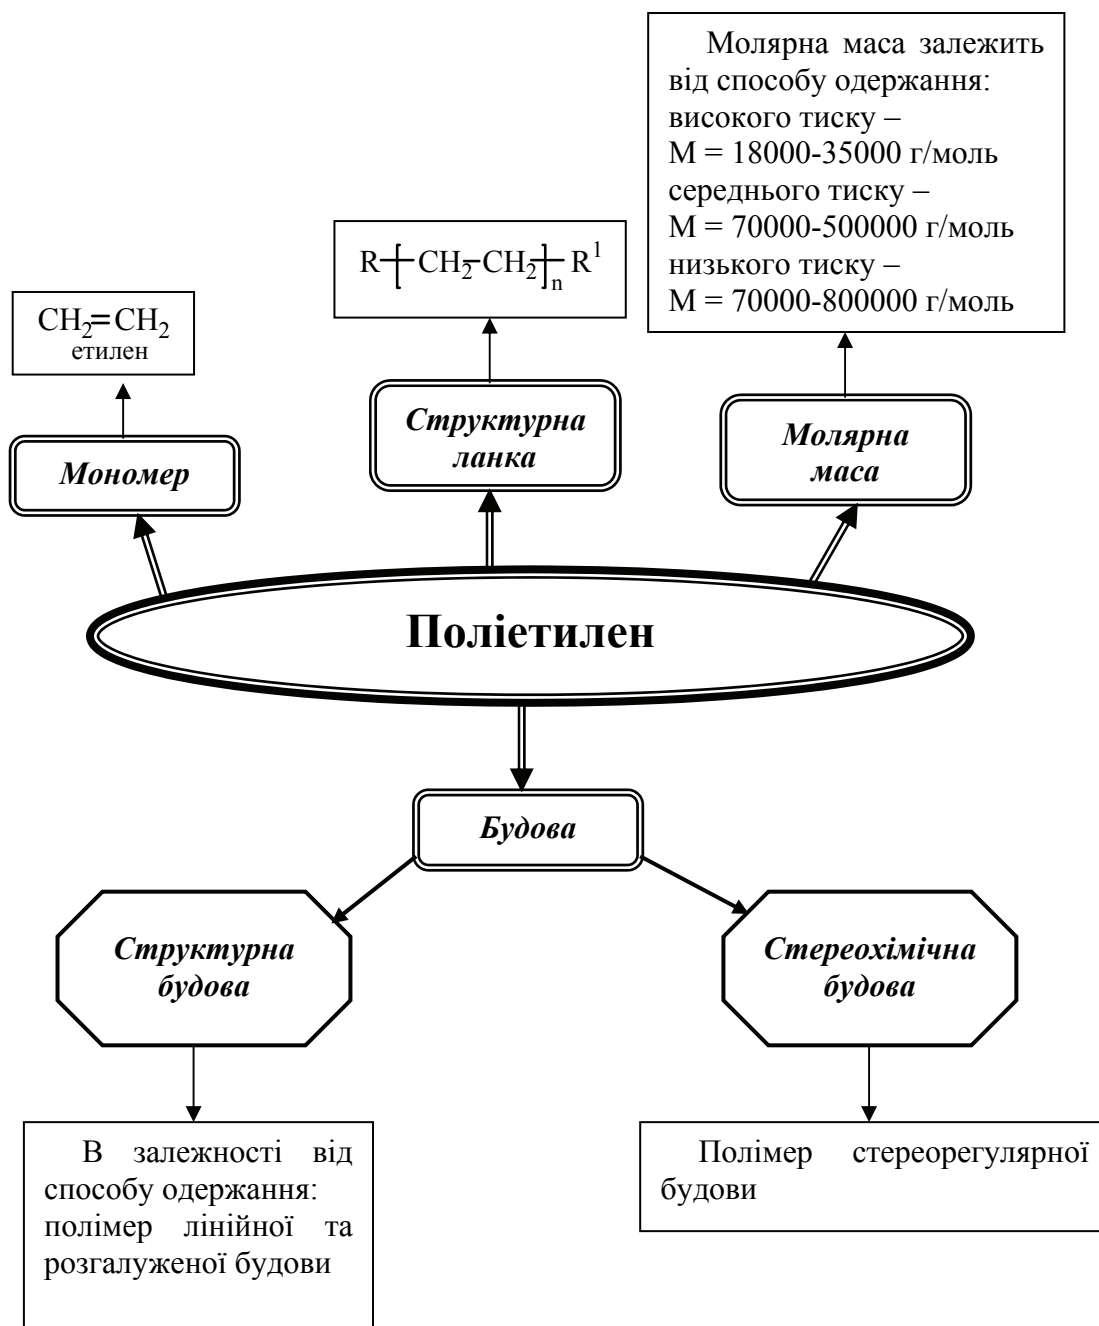 Молярна маса залежить
від способу одержання:
високого тиску –
М = 18000-35000 г/моль
середнього тиску –
М = 70000-500000 г/моль
низького тиску –
М = 70000-800000 г/моль
R-[-CH₂-CH₂-]ₙ-R¹
CH₂=CH₂
етилен
Структурна
ланка
Молярна
маса
Мономер
Поліетилен
Будова
Структурна
будова
Стереохімічна
будова
В залежності від
способу одержання:
полімер лінійної та
розгалуженої будови
Полімер стереорегулярної
будови